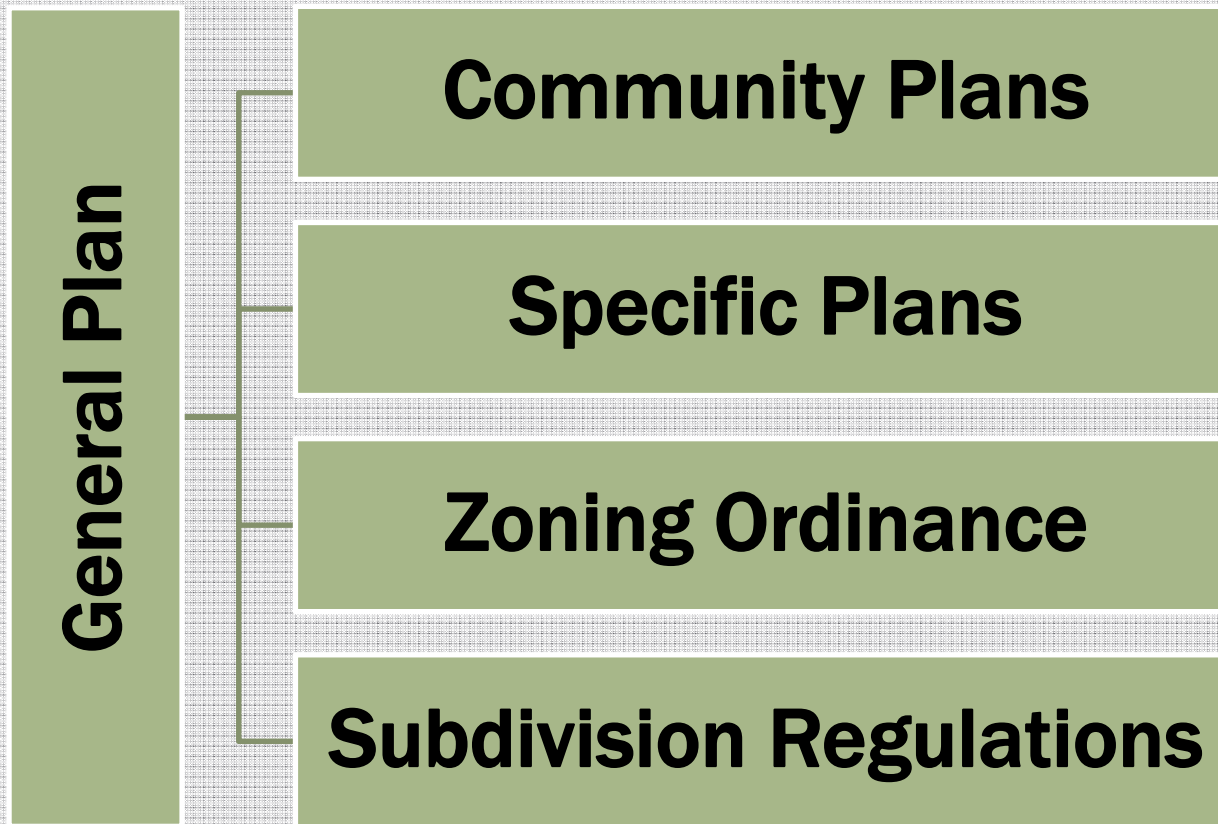 General Plan
Community Plans
Specific Plans
Zoning Ordinance
Subdivision Regulations